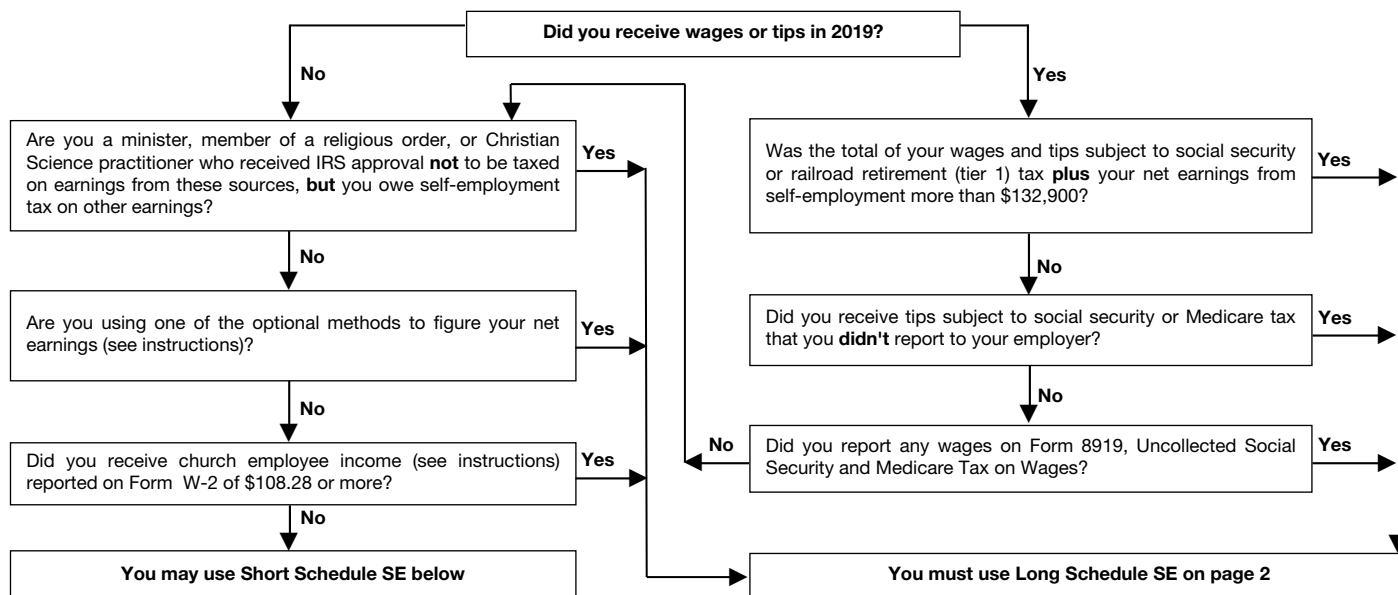 Did you receive wages or tips in 2019?
No
Yes
Are you a minister, member of a religious order, or Christian
Science practitioner who received IRS approval not to be taxed
on earnings from these sources, but you owe self-employment
tax on other earnings?
Yes
Was the total of your wages and tips subject to social security
or railroad retirement (tier 1) tax plus your net earnings from
self-employment more than $132,900?
Yes
No
No
Are you using one of the optional methods to figure your net
earnings (see instructions)?
Yes
Did you receive tips subject to social security or Medicare tax
that you didn't report to your employer?
Yes
No
No
Did you receive church employee income (see instructions)
reported on Form W-2 of $108.28 or more?
Yes
No
Did you report any wages on Form 8919, Uncollected Social
Security and Medicare Tax on Wages?
Yes
No
You may use Short Schedule SE below
You must use Long Schedule SE on page 2